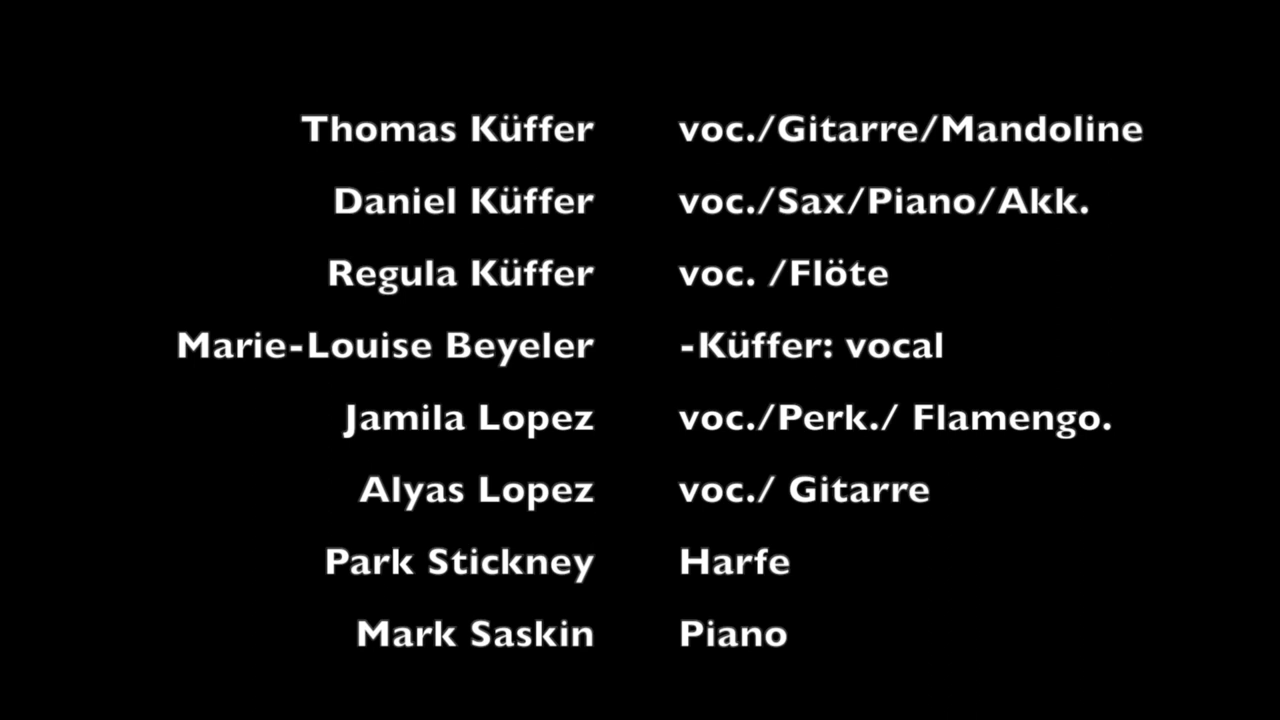 Thomas Küffer voc./Gitarre/Mandoline
Daniel Küffer voc./Sax/Piano/Akk.
Regula Küffer voc. /Flöte
Marie-Louise Beyeler -Küffer: vocal
Jamila Lopez voc./Perk./ Flamengo.
Alyas Lopez voc./ Gitarre
Park Stickney Harfe
Mark Saskin Piano